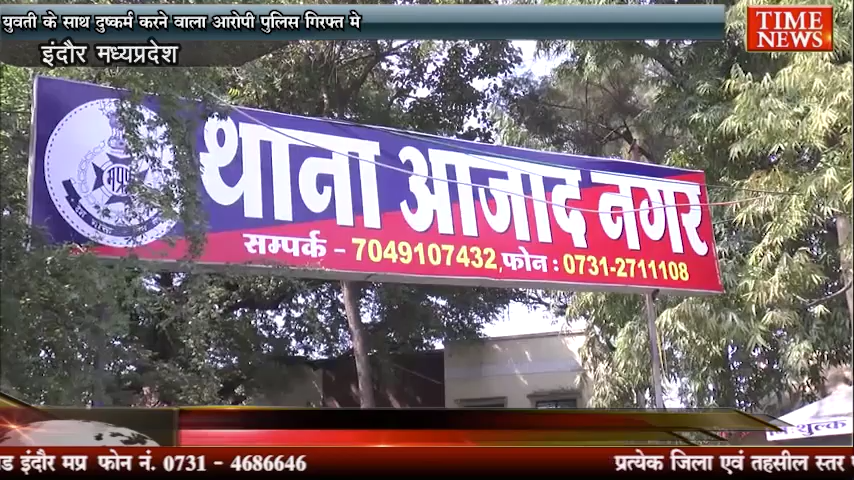 युवती के साथ दुष्कर्म करने वाला आरोपी पुलिस गिरफ्त मे
इंदौर मध्यप्रदेश
TIME
NEWS
थाना आजाद नगर
सम्पर्क - 7049107432, फोन : 0731-2711108
शुल्क
ड इंदौर मप्र फोन नं. 0731 - 4686646
प्रत्येक जिला एवं तहसील स्तर